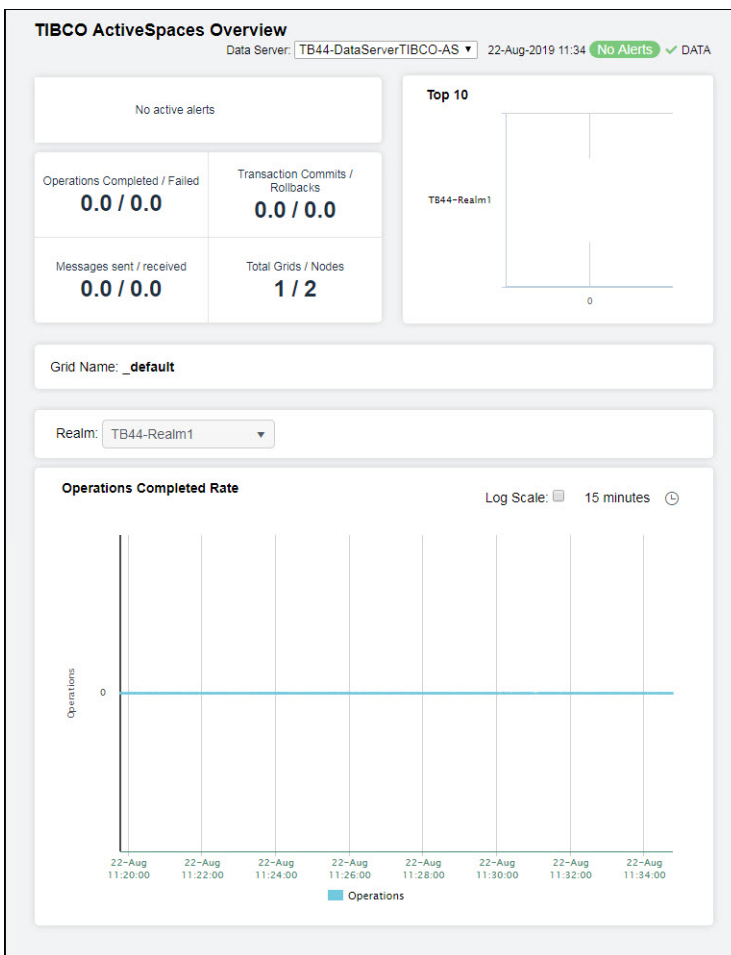 TIBCO ActiveSpaces Overview
Data Server: TB44-DataServerTIBCO-AS 22-Aug-2019 11:34 No Alerts DATA
No active alerts
Top 10
TB44-Realm1
0
Operations Completed / Failed
0.0 / 0.0
Transaction Commits /
Rollbacks
0.0 / 0.0
Messages sent / received
0.0 / 0.0
Total Grids / Nodes
1 / 2
Grid Name: _default
Realm: TB44-Realm1
Operations Completed Rate
Log Scale: 15 minutes
Operations
0
22-Aug 22-Aug 22-Aug 22-Aug 22-Aug 22-Aug 22-Aug 22-Aug
11:20:00 11:22:00 11:24:00 11:26:00 11:28:00 11:30:00 11:32:00 11:34:00
Operations